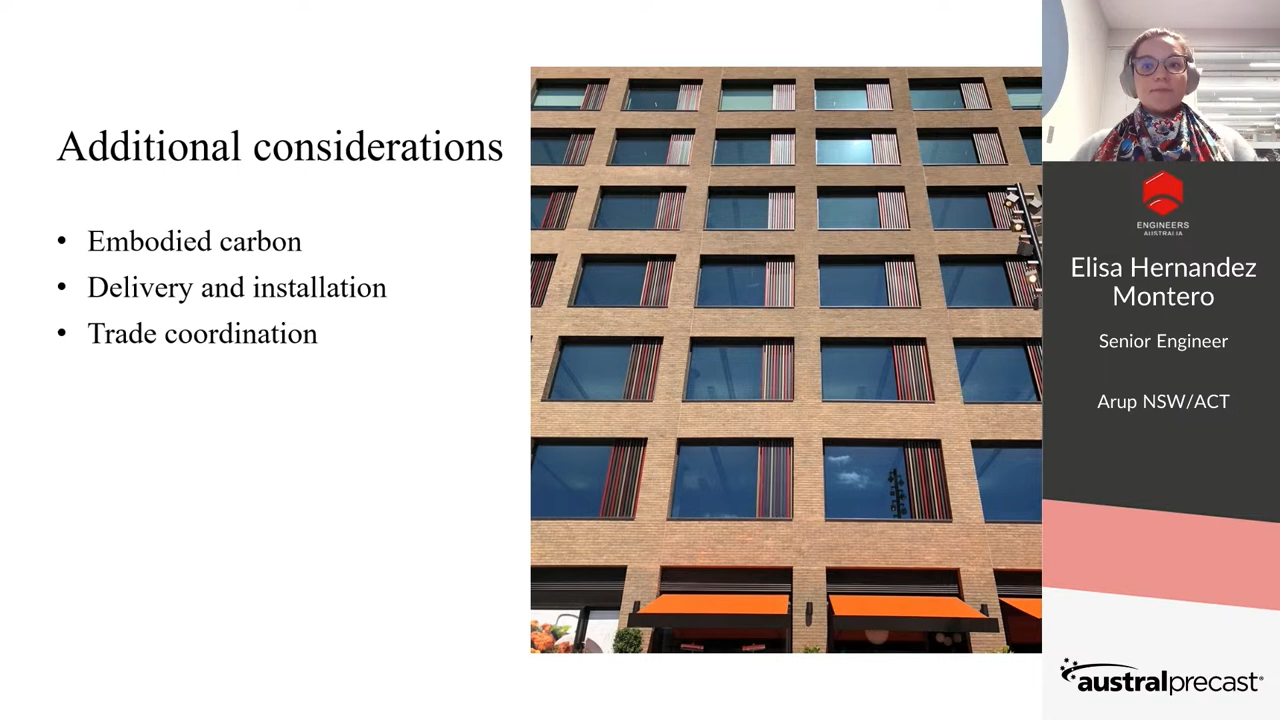 Additional considerations
• Embodied carbon
• Delivery and installation
• Trade coordination
ENGINEERS
AUSTRALIA
Elisa Hernandez
Montero
Senior Engineer
Arup NSW/ACT
australprecast®